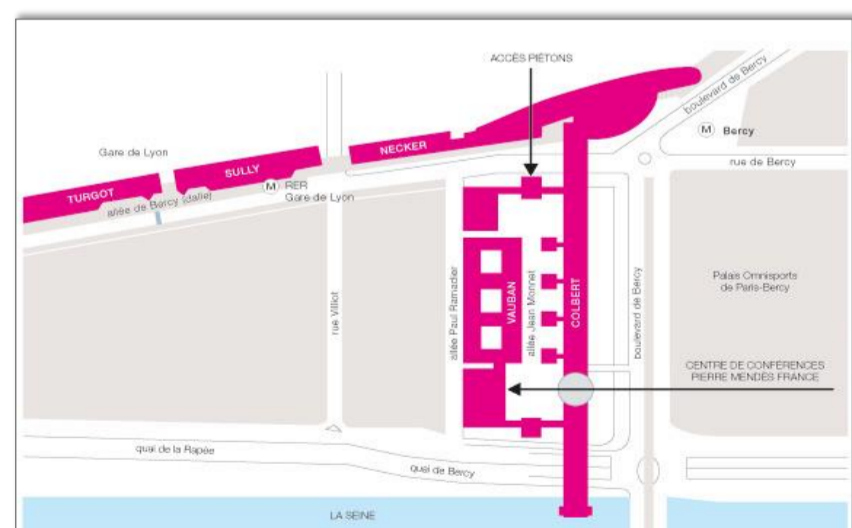 ACCÈS PIÉTONS
boulevard de Bercy
M Bercy
Gare de Lyon
NECKER
rue de Bercy
SULLY
TURGOT
M RER
Gare de Lyon
allée de Bercy (dalle)
Palais Omnisports
de Paris-Bercy
rue Villiot
allée Paul Ramadier
VAUBAN
allée Jean Monnet
COLBERT
boulevard de Bercy
CENTRE DE CONFÉRENCES
PIERRE MENDÈS FRANCE
quai de la Rapée
quai de Bercy
LA SEINE